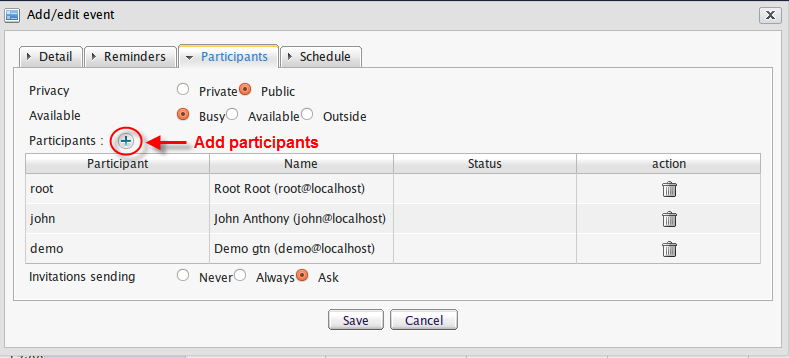 Add/edit event
Detail Reminders Participants Schedule
Privacy Private Public
Available Busy Available Outside
Participants : Add participants
Participant Name Status action
root Root Root (root@localhost)
john John Anthony (john@localhost)
demo Demo gtn (demo@localhost)
Invitations sending Never Always Ask
Save Cancel